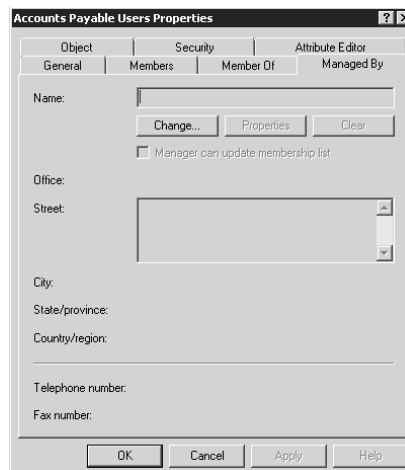 Accounts Payable Users Properties
Object Security Attribute Editor
General Members Member Of Managed By
Name:
Change... Properties Clear
Manager can update membership list
Office:
Street:
City:
State/province:
Country/region:
Telephone number:
Fax number:
OK Cancel Apply Help